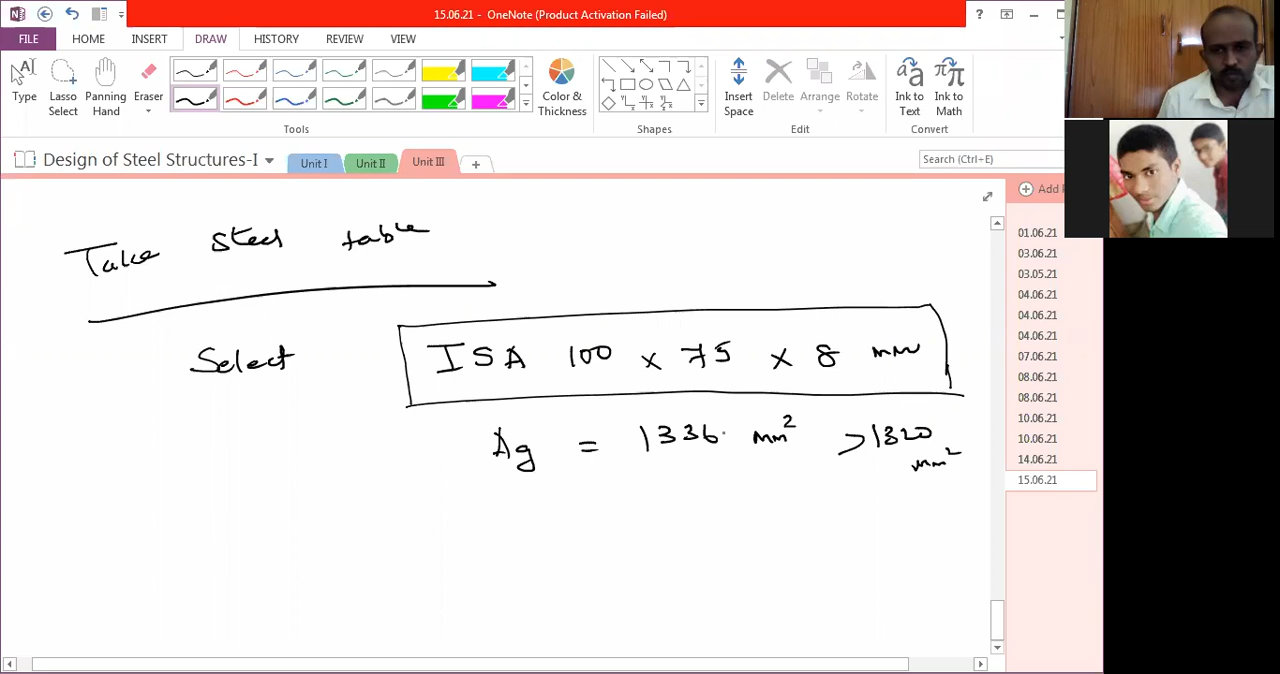 15.06.21 - OneNote (Product Activation Failed)
?
FILE HOME INSERT DRAW HISTORY REVIEW VIEW
Type
Lasso Select
Panning Hand
Eraser
Color & Thickness
Insert Space
Delete
Arrange
Rotate
Ink to Text
Ink to Math
Tools
Shapes
Edit
Convert
Design of Steel Structures-I
Unit I
Unit II
Unit III
Search (Ctrl+E)
Add
01.06.21
03.06.21
03.05.21
04.06.21
04.06.21
04.06.21
07.06.21
08.06.21
08.06.21
10.06.21
10.06.21
14.06.21
15.06.21
Take steel table
Select ISA 100 x 75 x 8 mm
Ag = 1336 mm² > 1320 mm²